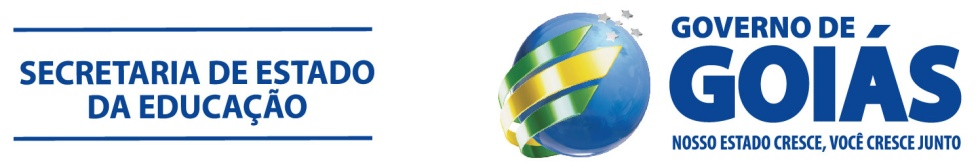 SECRETARIA DE ESTADO
DA EDUCAÇÃO
GOVERNO DE
GOIÁS
NOSSO ESTADO CRESCE, VOCÊ CRESCE JUNTO